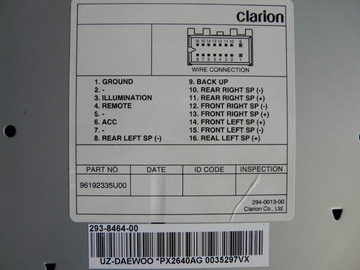 clarion
WIRE CONNECTION
1. GROUND
2. -
3. ILLUMINATION
4. REMOTE
5. -
6. ACC
7. -
8. REAR LEFT SP (-)
9. BACK UP
10. REAR RIGHT SP (-)
11. REAR RIGHT SP (+)
12. FRONT RIGHT SP (-)
13. FRONT RIGHT SP (+)
14. FRONT LEFT SP (+)
15. FRONT LEFT SP (-)
16. REAL LEFT SP (+)
PART NO. DATE ID CODE INSPECTION
96192335U00
294-0013-00
Clarion Co., Ltd.
293-8464-00
UZ-DAEWOO *PX2640AG 0035297VX